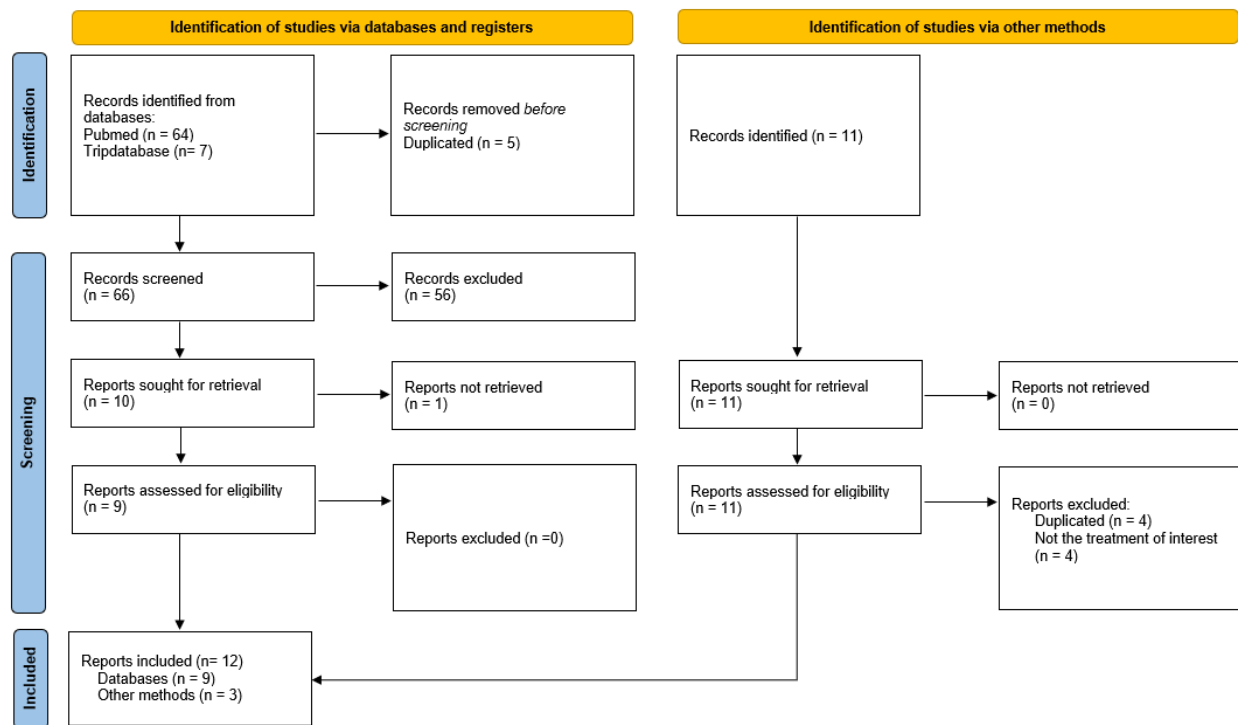 Identification of studies via databases and registers
Identification of studies via other methods
Identification
Records identified from
databases:
Pubmed (n = 64)
Tripdatabase (n= 7)
Records removed before
screening
Duplicated (n = 5)
Records identified (n = 11)
Screening
Records screened
(n = 66)
Records excluded
(n = 56)
Reports sought for retrieval
(n = 10)
Reports not retrieved
(n = 1)
Reports sought for retrieval
(n = 11)
Reports not retrieved
(n = 0)
Reports assessed for eligibility
(n = 9)
Reports excluded (n =0)
Reports assessed for eligibility
(n = 11)
Reports excluded:
Duplicated (n = 4)
Not the treatment of interest
(n = 4)
Included
Reports included (n= 12)
Databases (n = 9)
Other methods (n = 3)